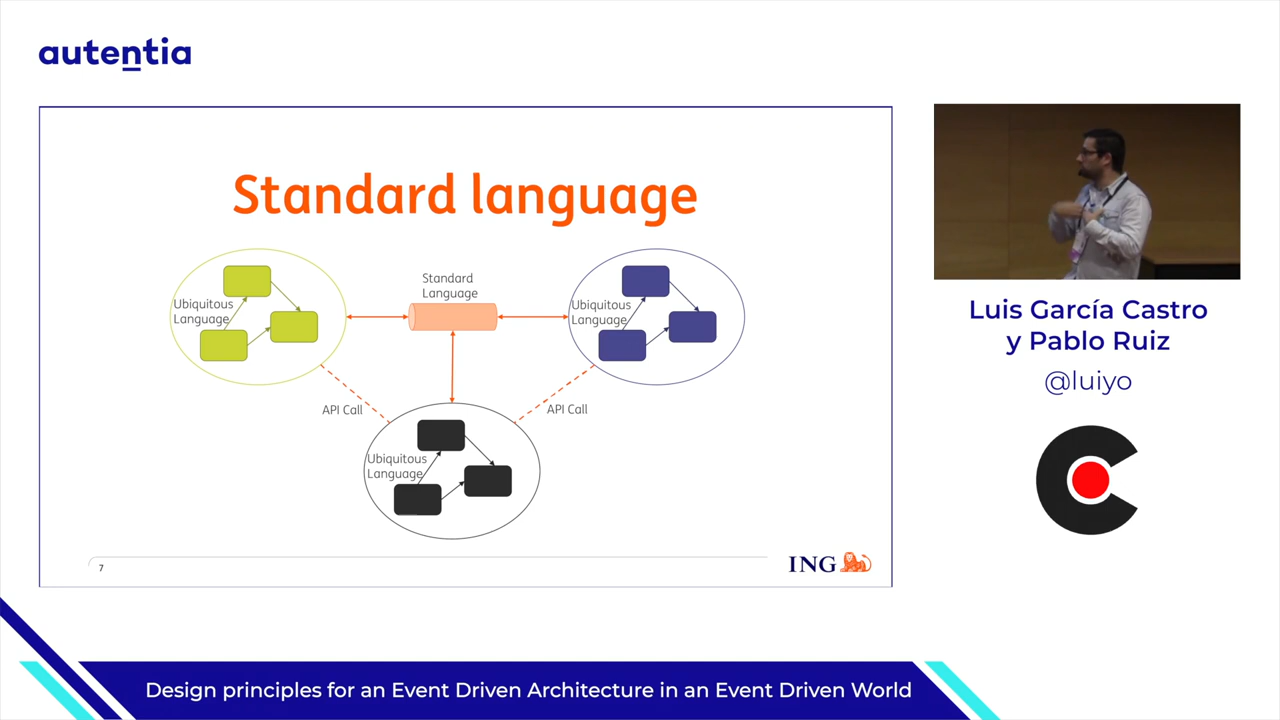 autentia
Standard language
Standard
Language
Ubiquitous
Language
Ubiquitous
Language
API Call
API Call
Ubiquitous
Language
7
ING
Luis García Castro
y Pablo Ruiz
@luiyo
Design principles for an Event Driven Architecture in an Event Driven World